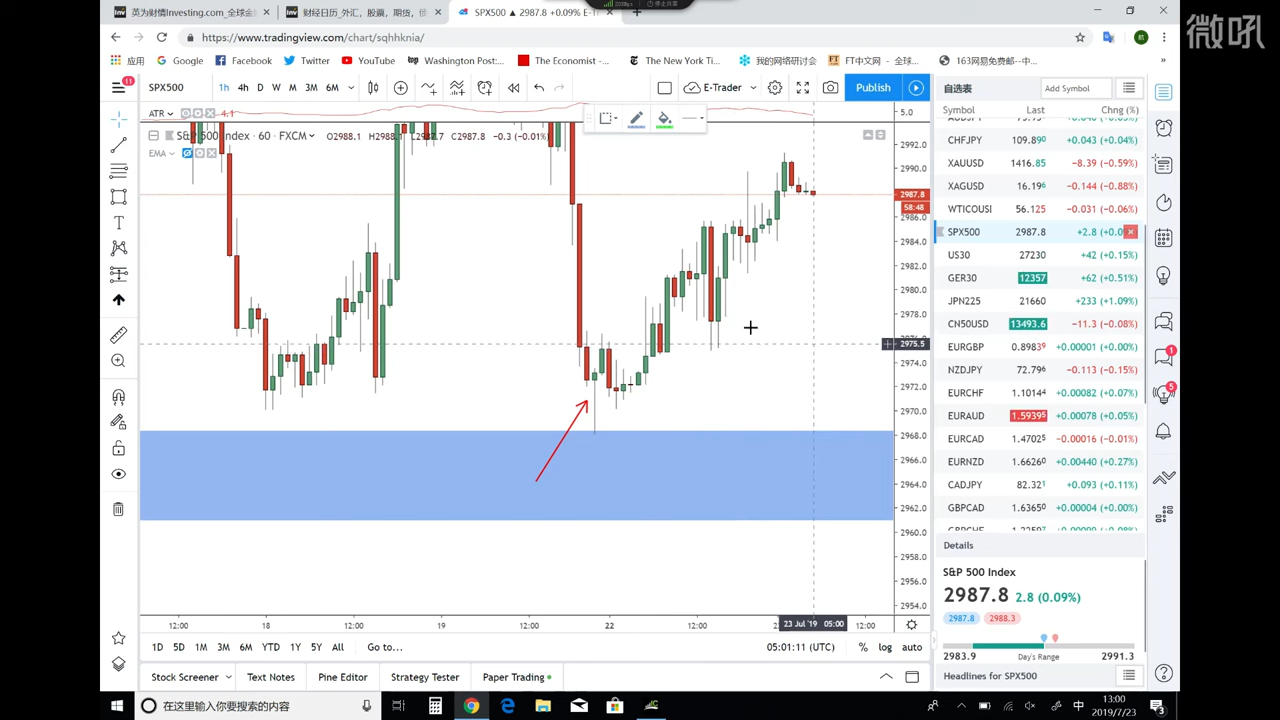 英为财情Investing.com_全球金
财经日历
SPX500 ▲ 2987.8 +0.09%
微吼
https://www.tradingview.com/chart/sqhhknia/
应用 Google Facebook Twitter YouTube Washington Post:... The Economist -... The New York Tim... 我的网络研讨会 FT中文网 - 全球... 163网易免费邮--中...
11
SPX500 1h 4h D W M 3M 6M E-Trader Publish
自选表 Add Symbol
ATR 4.1 5.0
Symbol Last Chng (%)
S&P 500 Index · 60 · FXCM O2988.1
C2987.8 −0.3 (−0.01%)
EMA
CHFJPY 109.890 +0.043 (+0.04%)
XAUUSD 1416.85 −8.39 (−0.59%)
XAGUSD 16.196 −0.144 (−0.88%)
WTICOUSI 56.125 −0.031 (−0.06%)
SPX500 2987.8 +2.8
US30 27230 +42 (+0.15%)
GER30 12357 +62 (+0.51%)
JPN225 21660 +233 (+1.09%)
CN50USD 13493.6 −11.3 (−0.08%)
EURGBP 0.89839 +0.00001 (+0.00%)
NZDJPY 72.796 −0.113 (−0.15%)
EURCHF 1.10144 +0.00082 (+0.07%)
EURAUD 1.59395 +0.00078 (+0.05%)
EURCAD 1.47025 −0.00016 (−0.01%)
EURNZD 1.66260 +0.00440 (+0.27%)
CADJPY 82.321 +0.093 (+0.11%)
GBPCAD 1.63650 +0.00004 (+0.00%)
2992.0
2990.0
2987.8
58:48
2986.0
2984.0
2982.0
2980.0
2978.0
2975.5
2974.0
2972.0
2970.0
2968.0
2966.0
2964.0
2962.0
2960.0
2958.0
2956.0
2954.0
1
5
Details
S&P 500 Index
2987.8 2.8 (0.09%)
2987.8 2988.3
2983.9 Day's Range 2991.3
Headlines for SPX500
12:00 18 12:00 19 12:00 22 12:00 23 Jul '19 05:00 12:00
1D 5D 1M 3M 6M YTD 1Y 5Y All Go to... 05:01:11 (UTC) % log auto
Stock Screener Text Notes Pine Editor Strategy Tester Paper Trading
在这里输入你要搜索的内容
中
13:00
2019/7/23
3